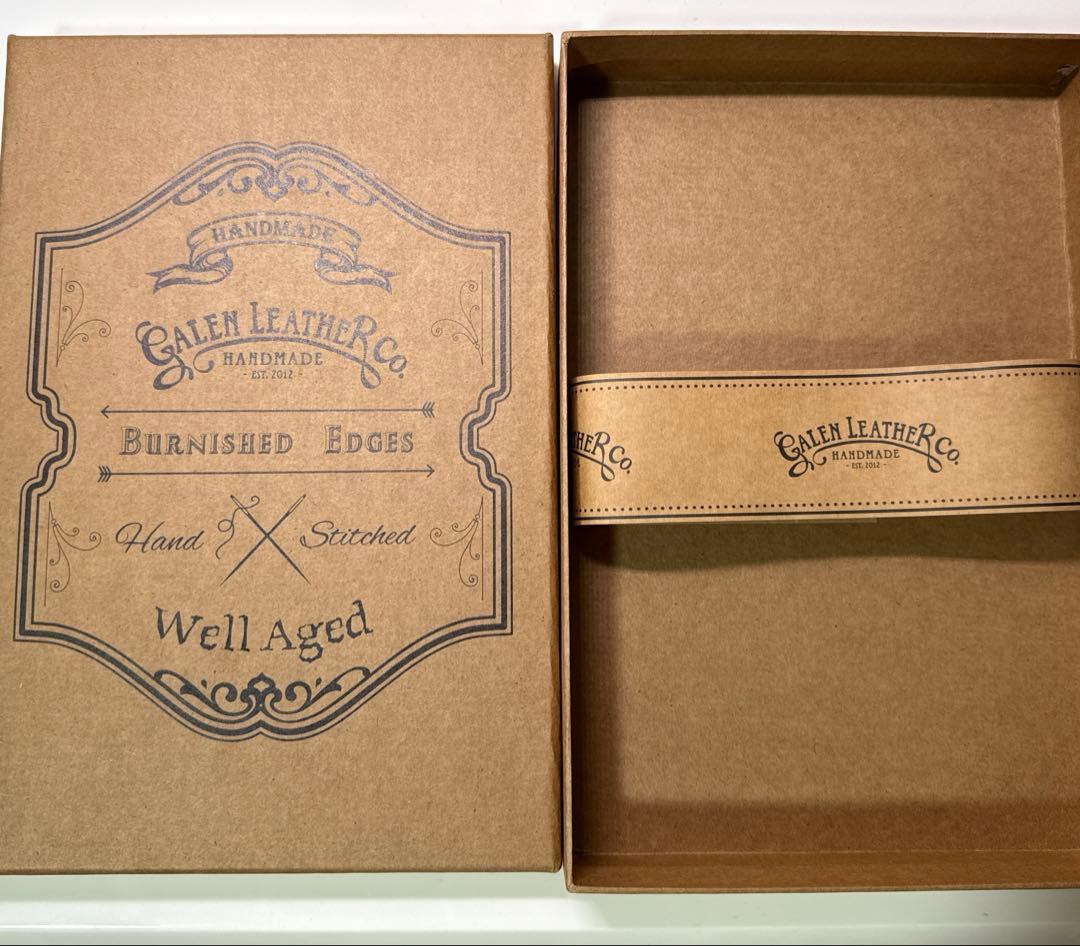 HANDMADE
GALEN LEATHER CO.
HANDMADE
- EST. 2012 -
BURNISHED EDGES
Hand Stitched
Well Aged
HER CO.
GALEN LEATHER CO.
HANDMADE
- EST. 2012 -